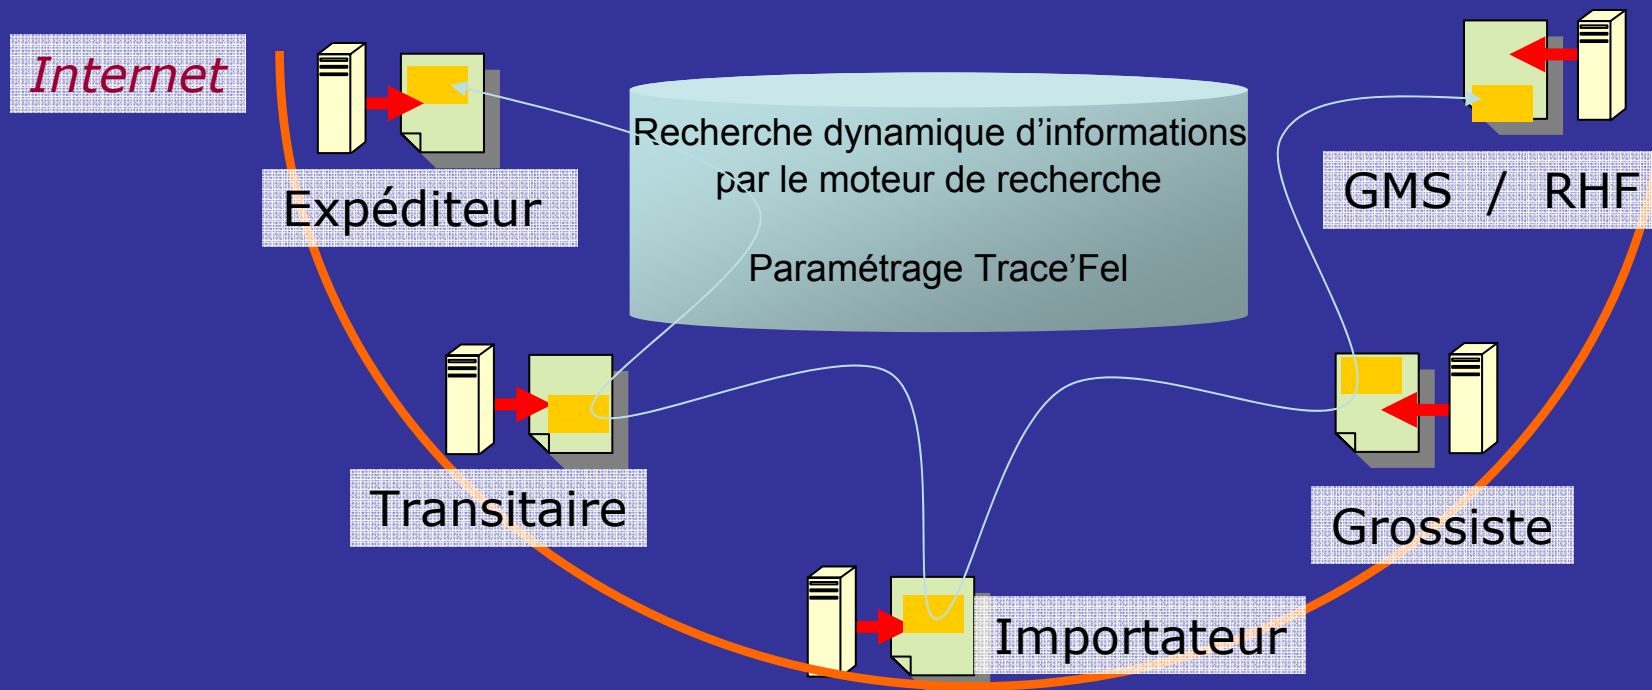 Internet
Expéditeur
Recherche dynamique d’informations
par le moteur de recherche
Paramétrage Trace’Fel
GMS / RHF
Transitaire
Grossiste
Importateur